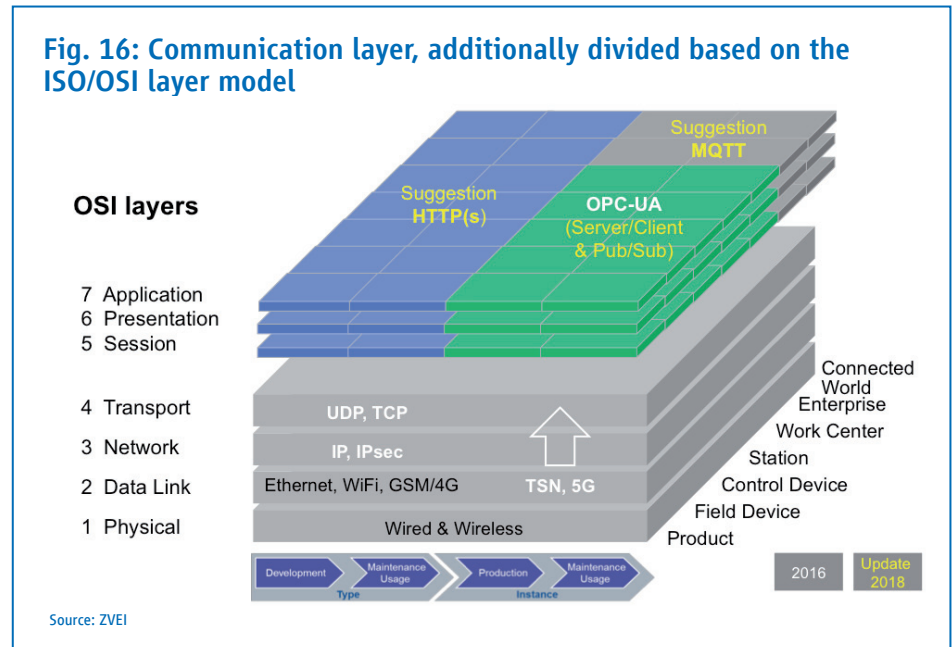 Fig. 16: Communication layer, additionally divided based on the
ISO/OSI layer model
Suggestion
MQTT
OSI layers
Suggestion
HTTP(s)
OPC-UA
(Server/Client
& Pub/Sub)
7 Application
6 Presentation
5 Session
4 Transport
UDP, TCP
3 Network
IP, IPsec
2 Data Link
Ethernet, WiFi, GSM/4G
TSN, 5G
1 Physical
Wired & Wireless
Connected
World
Enterprise
Work Center
Station
Control Device
Field Device
Product
Development
Maintenance
Usage
Production
Maintenance
Usage
Type
Instance
2016
Update
2018
Source: ZVEI